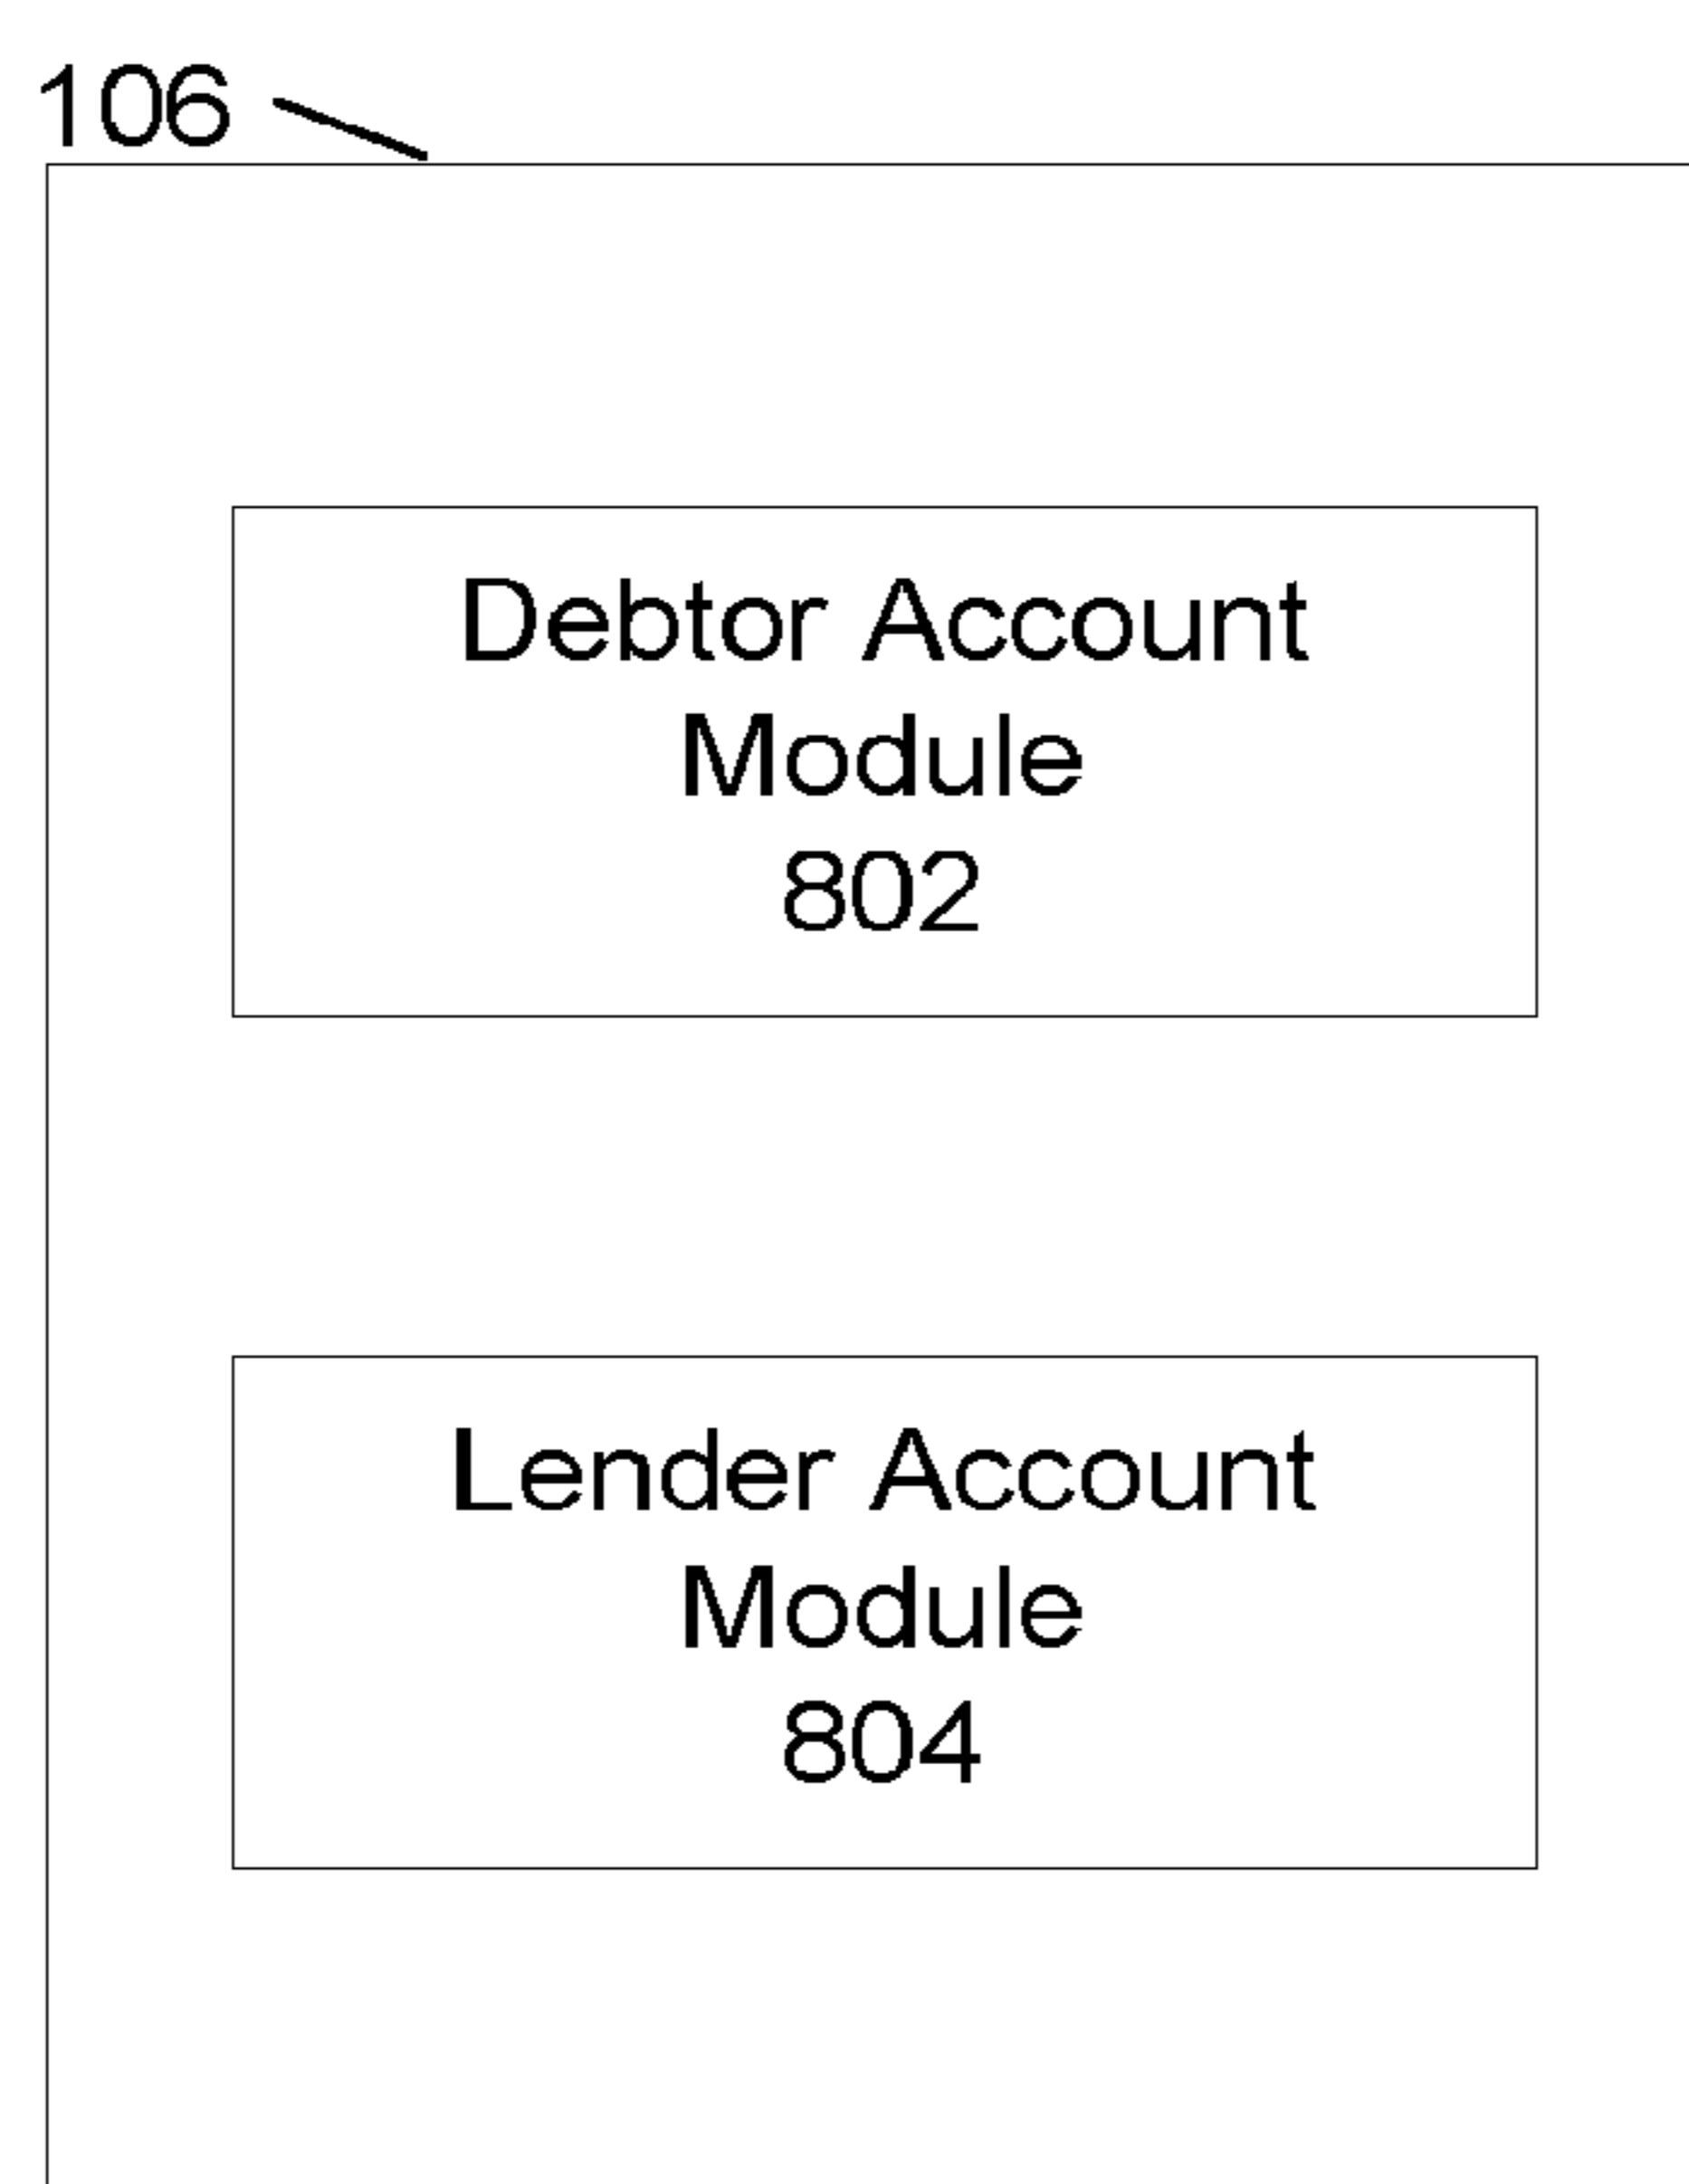 106
Debtor Account
Module
802
Lender Account
Module
804